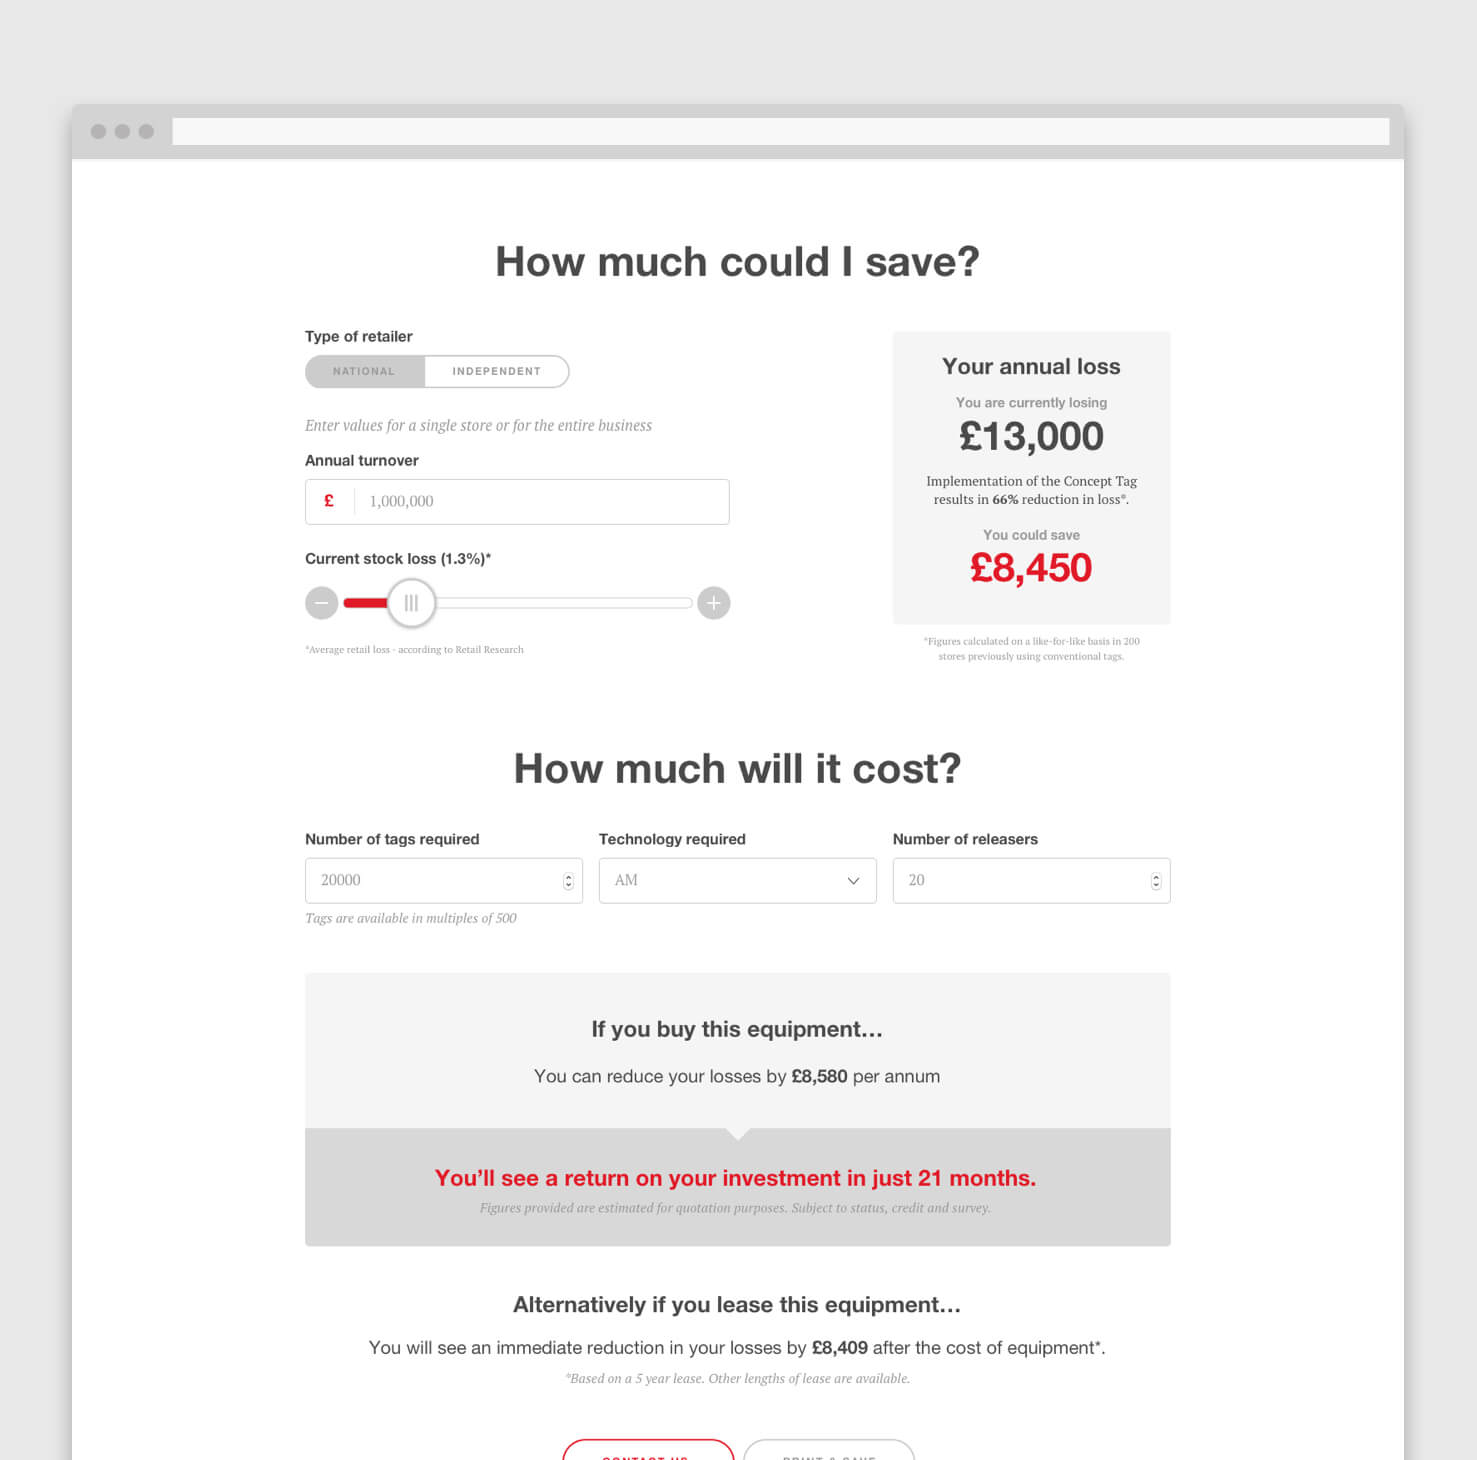 How much could I save?
Type of retailer
NATIONAL
INDEPENDENT
Enter values for a single store or for the entire business
Annual turnover
£
1,000,000
Current stock loss (1.3%)*
*Average retail loss - according to Retail Research
Your annual loss
You are currently losing
£13,000
Implementation of the Concept Tag
results in 66% reduction in loss*.
You could save
£8,450
*Figures calculated on a like-for-like basis in 200
stores previously using conventional tags.
How much will it cost?
Number of tags required
20000
Tags are available in multiples of 500
Technology required
AM
Number of releasers
20
If you buy this equipment...
You can reduce your losses by £8,580 per annum
You’ll see a return on your investment in just 21 months.
Figures provided are estimated for quotation purposes. Subject to status, credit and survey.
Alternatively if you lease this equipment...
You will see an immediate reduction in your losses by £8,409 after the cost of equipment*.
*Based on a 5 year lease. Other lengths of lease are available.
CONTACT US
PRINT & SAVE